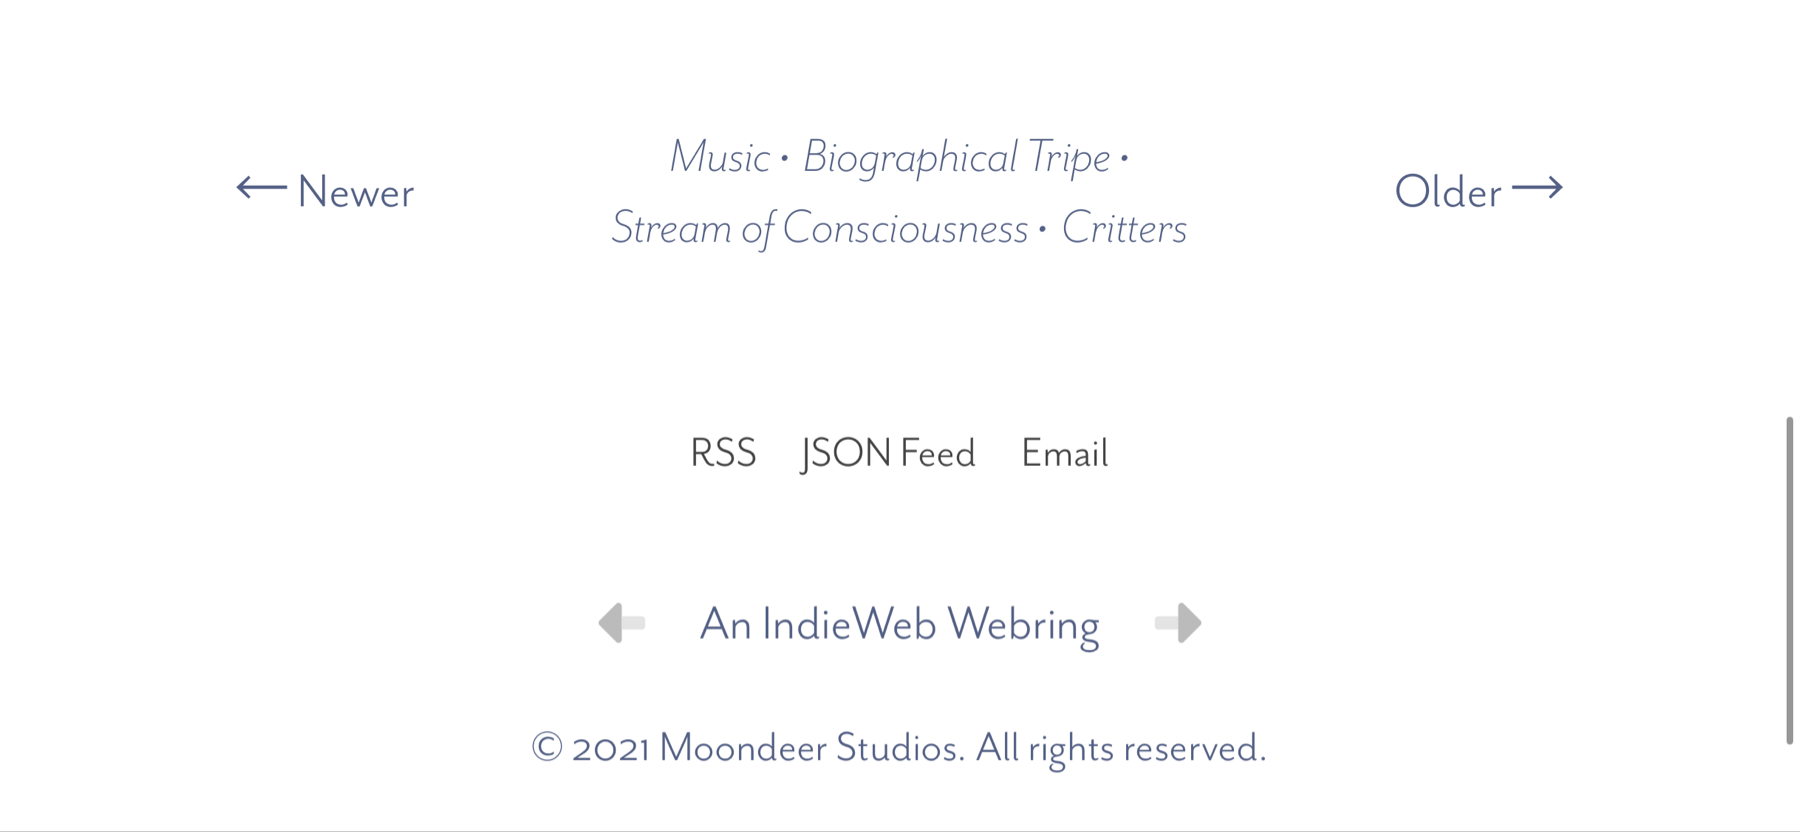 Music • Biographical Tripe •
← Newer
Older →
Stream of Consciousness • Critters
RSS JSON Feed Email
An IndieWeb Webring
© 2021 Moondeer Studios. All rights reserved.